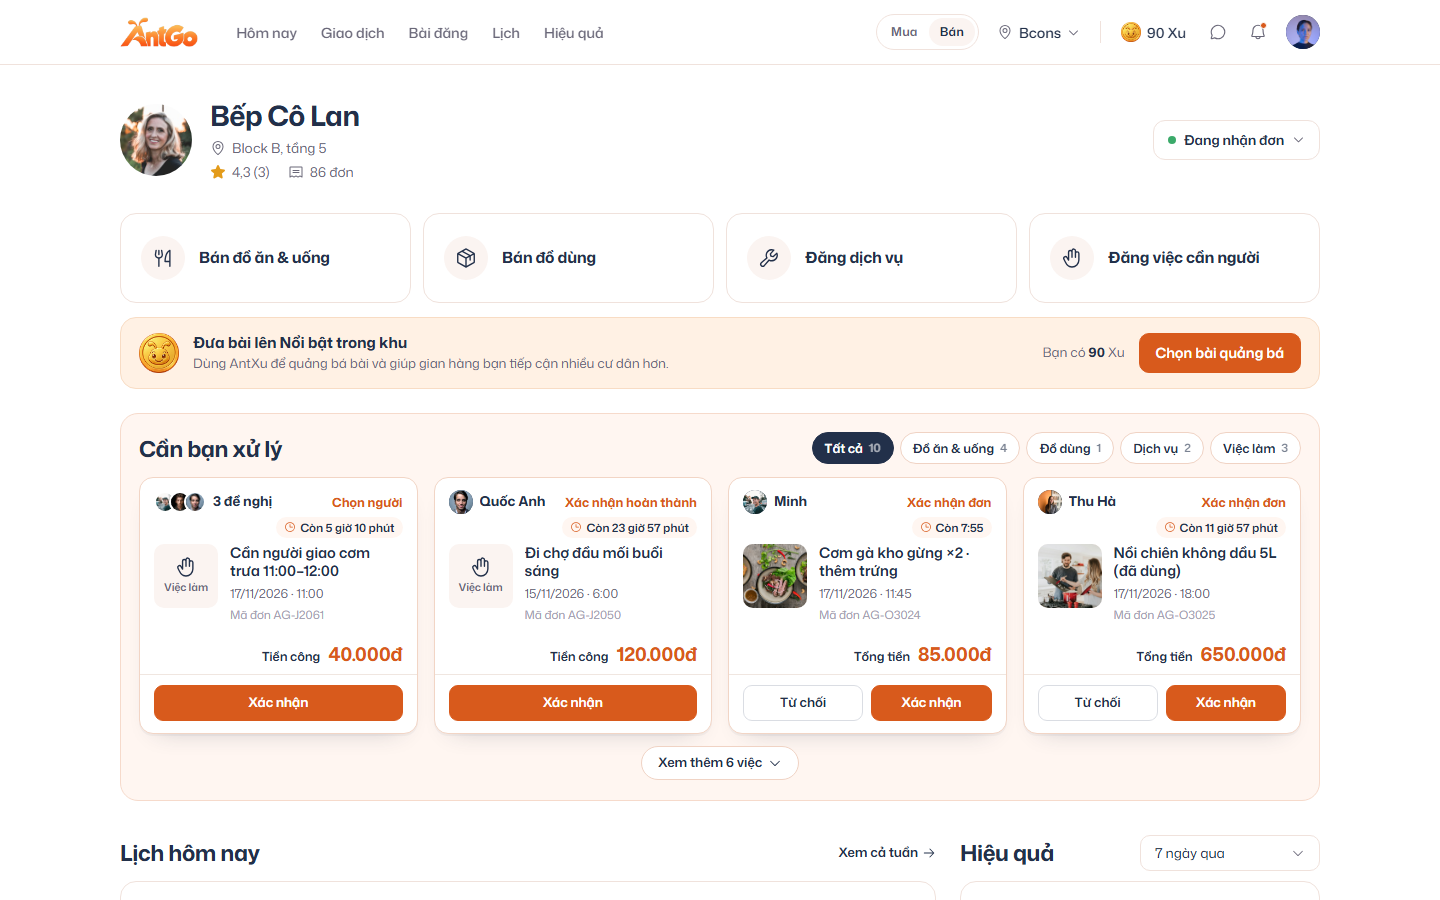 AntGo
Hôm nay
Giao dịch
Bài đăng
Lịch
Hiệu quả
Mua
Bán
Bcons
90 Xu
Bếp Cô Lan
Block B, tầng 5
4,3 (3)
86 đơn
Đang nhận đơn
Bán đồ ăn & uống
Bán đồ dùng
Đăng dịch vụ
Đăng việc cần người
Đưa bài lên Nổi bật trong khu
Dùng AntXu để quảng bá bài và giúp gian hàng bạn tiếp cận nhiều cư dân hơn.
Bạn có 90 Xu
Chọn bài quảng bá
Cần bạn xử lý
Tất cả 10
Đồ ăn & uống 4
Đồ dùng 1
Dịch vụ 2
Việc làm 3
3 đề nghị
Chọn người
Còn 5 giờ 10 phút
Việc làm
Cần người giao cơm
trưa 11:00–12:00
17/11/2026 · 11:00
Mã đơn AG-J2061
Tiền công 40.000đ
Xác nhận
Quốc Anh
Xác nhận hoàn thành
Còn 23 giờ 57 phút
Việc làm
Đi chợ đầu mối buổi
sáng
15/11/2026 · 6:00
Mã đơn AG-J2050
Tiền công 120.000đ
Xác nhận
Minh
Xác nhận đơn
Còn 7:55
Cơm gà kho gừng ×2 ·
thêm trứng
17/11/2026 · 11:45
Mã đơn AG-O3024
Tổng tiền 85.000đ
Từ chối
Xác nhận
Thu Hà
Xác nhận đơn
Còn 11 giờ 57 phút
Nồi chiên không dầu 5L
(đã dùng)
17/11/2026 · 18:00
Mã đơn AG-O3025
Tổng tiền 650.000đ
Từ chối
Xác nhận
Xem thêm 6 việc
Lịch hôm nay
Xem cả tuần
Hiệu quả
7 ngày qua